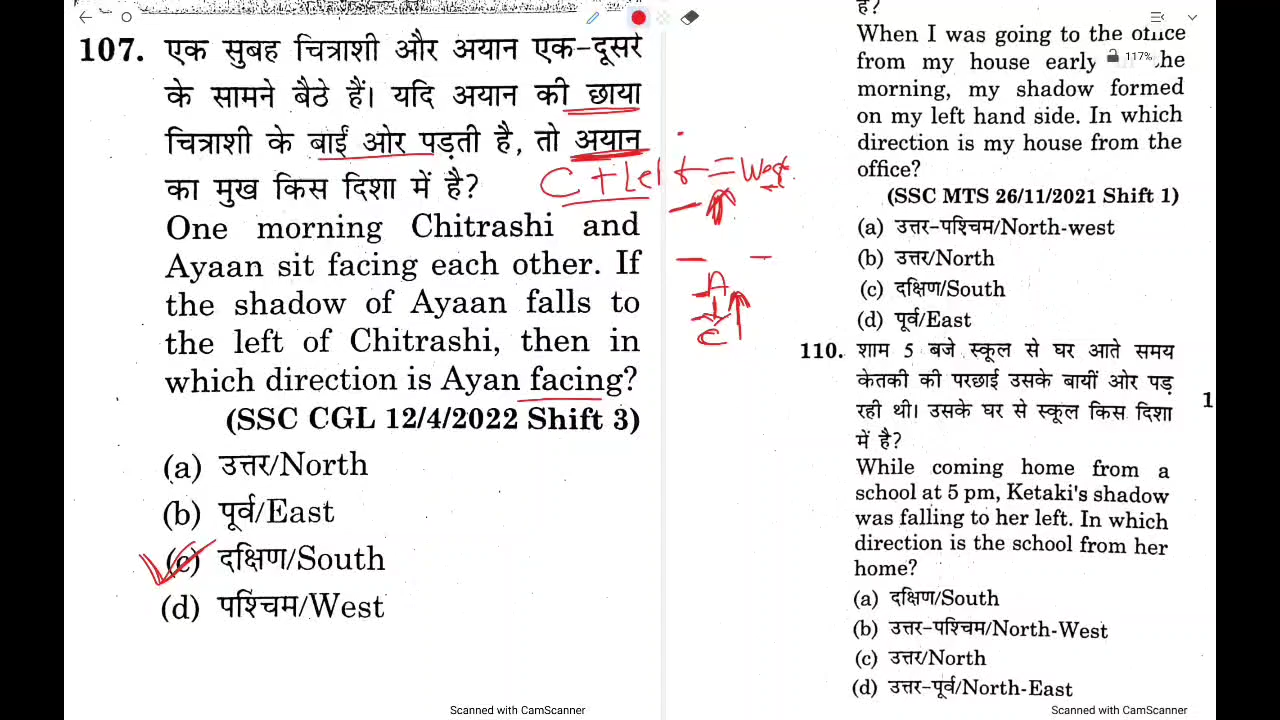 107. एक सुबह चित्राशी और अयान एक-दूसरे
के सामने बैठे हैं। यदि अयान की छाया
चित्राशी के बाईं ओर पड़ती है, तो अयान
का मुख किस दिशा में है?
One morning Chitrashi and
Ayaan sit facing each other. If
the shadow of Ayaan falls to
the left of Chitrashi, then in
which direction is Ayan facing?
(SSC CGL 12/4/2022 Shift 3)
(a) उत्तर/North
(b) पूर्व/East
(c) दक्षिण/South
(d) पश्चिम/West
C + Left = West
A
C
है?
When I was going to the office
from my house early the
morning, my shadow formed
on my left hand side. In which
direction is my house from the
office?
(SSC MTS 26/11/2021 Shift 1)
(a) उत्तर-पश्चिम/North-west
(b) उत्तर/North
(c) दक्षिण/South
(d) पूर्व/East
110. शाम 5 बजे स्कूल से घर आते समय
केतकी की परछाई उसके बायीं ओर पड़
रही थी। उसके घर से स्कूल किस दिशा
में है?
While coming home from a
school at 5 pm, Ketaki's shadow
was falling to her left. In which
direction is the school from her
home?
(a) दक्षिण/South
(b) उत्तर-पश्चिम/North-West
(c) उत्तर/North
(d) उत्तर-पूर्व/North-East
117%
1
Scanned with CamScanner
Scanned with CamScanner